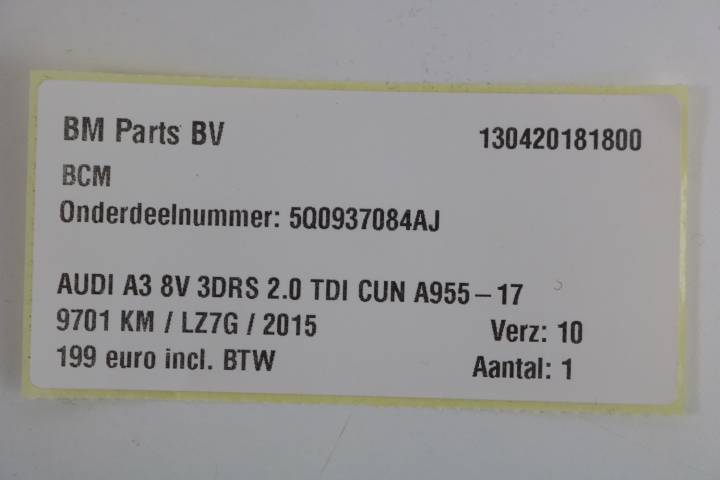 BM Parts BV 130420181800
BCM
Onderdeelnummer: 5Q0937084AJ
AUDI A3 8V 3DRS 2.0 TDI CUN A955-17
9701 KM / LZ7G / 2015 Verz: 10
199 euro incl. BTW Aantal: 1